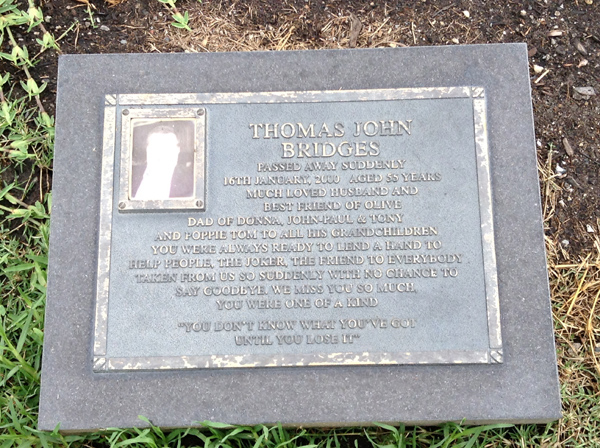 THOMAS JOHN
BRIDGES
PASSED AWAY SUDDENLY
16TH JANUARY, 2010 AGED 55 YEARS
MUCH LOVED HUSBAND AND
BEST FRIEND OF OLIVE
DAD OF DONNA, JOHN-PAUL & TONY
AND POPPIE TOM TO ALL HIS GRANDCHILDREN
YOU WERE ALWAYS READY TO LEND A HAND TO
HELP PEOPLE, THE JOKER, THE FRIEND TO EVERYBODY.
TAKEN FROM US SO SUDDENLY WITH NO CHANCE TO
SAY GOODBYE. WE MISS YOU SO MUCH,
YOU WERE ONE OF A KIND
"YOU DON'T KNOW WHAT YOU'VE GOT
UNTIL YOU LOSE IT"